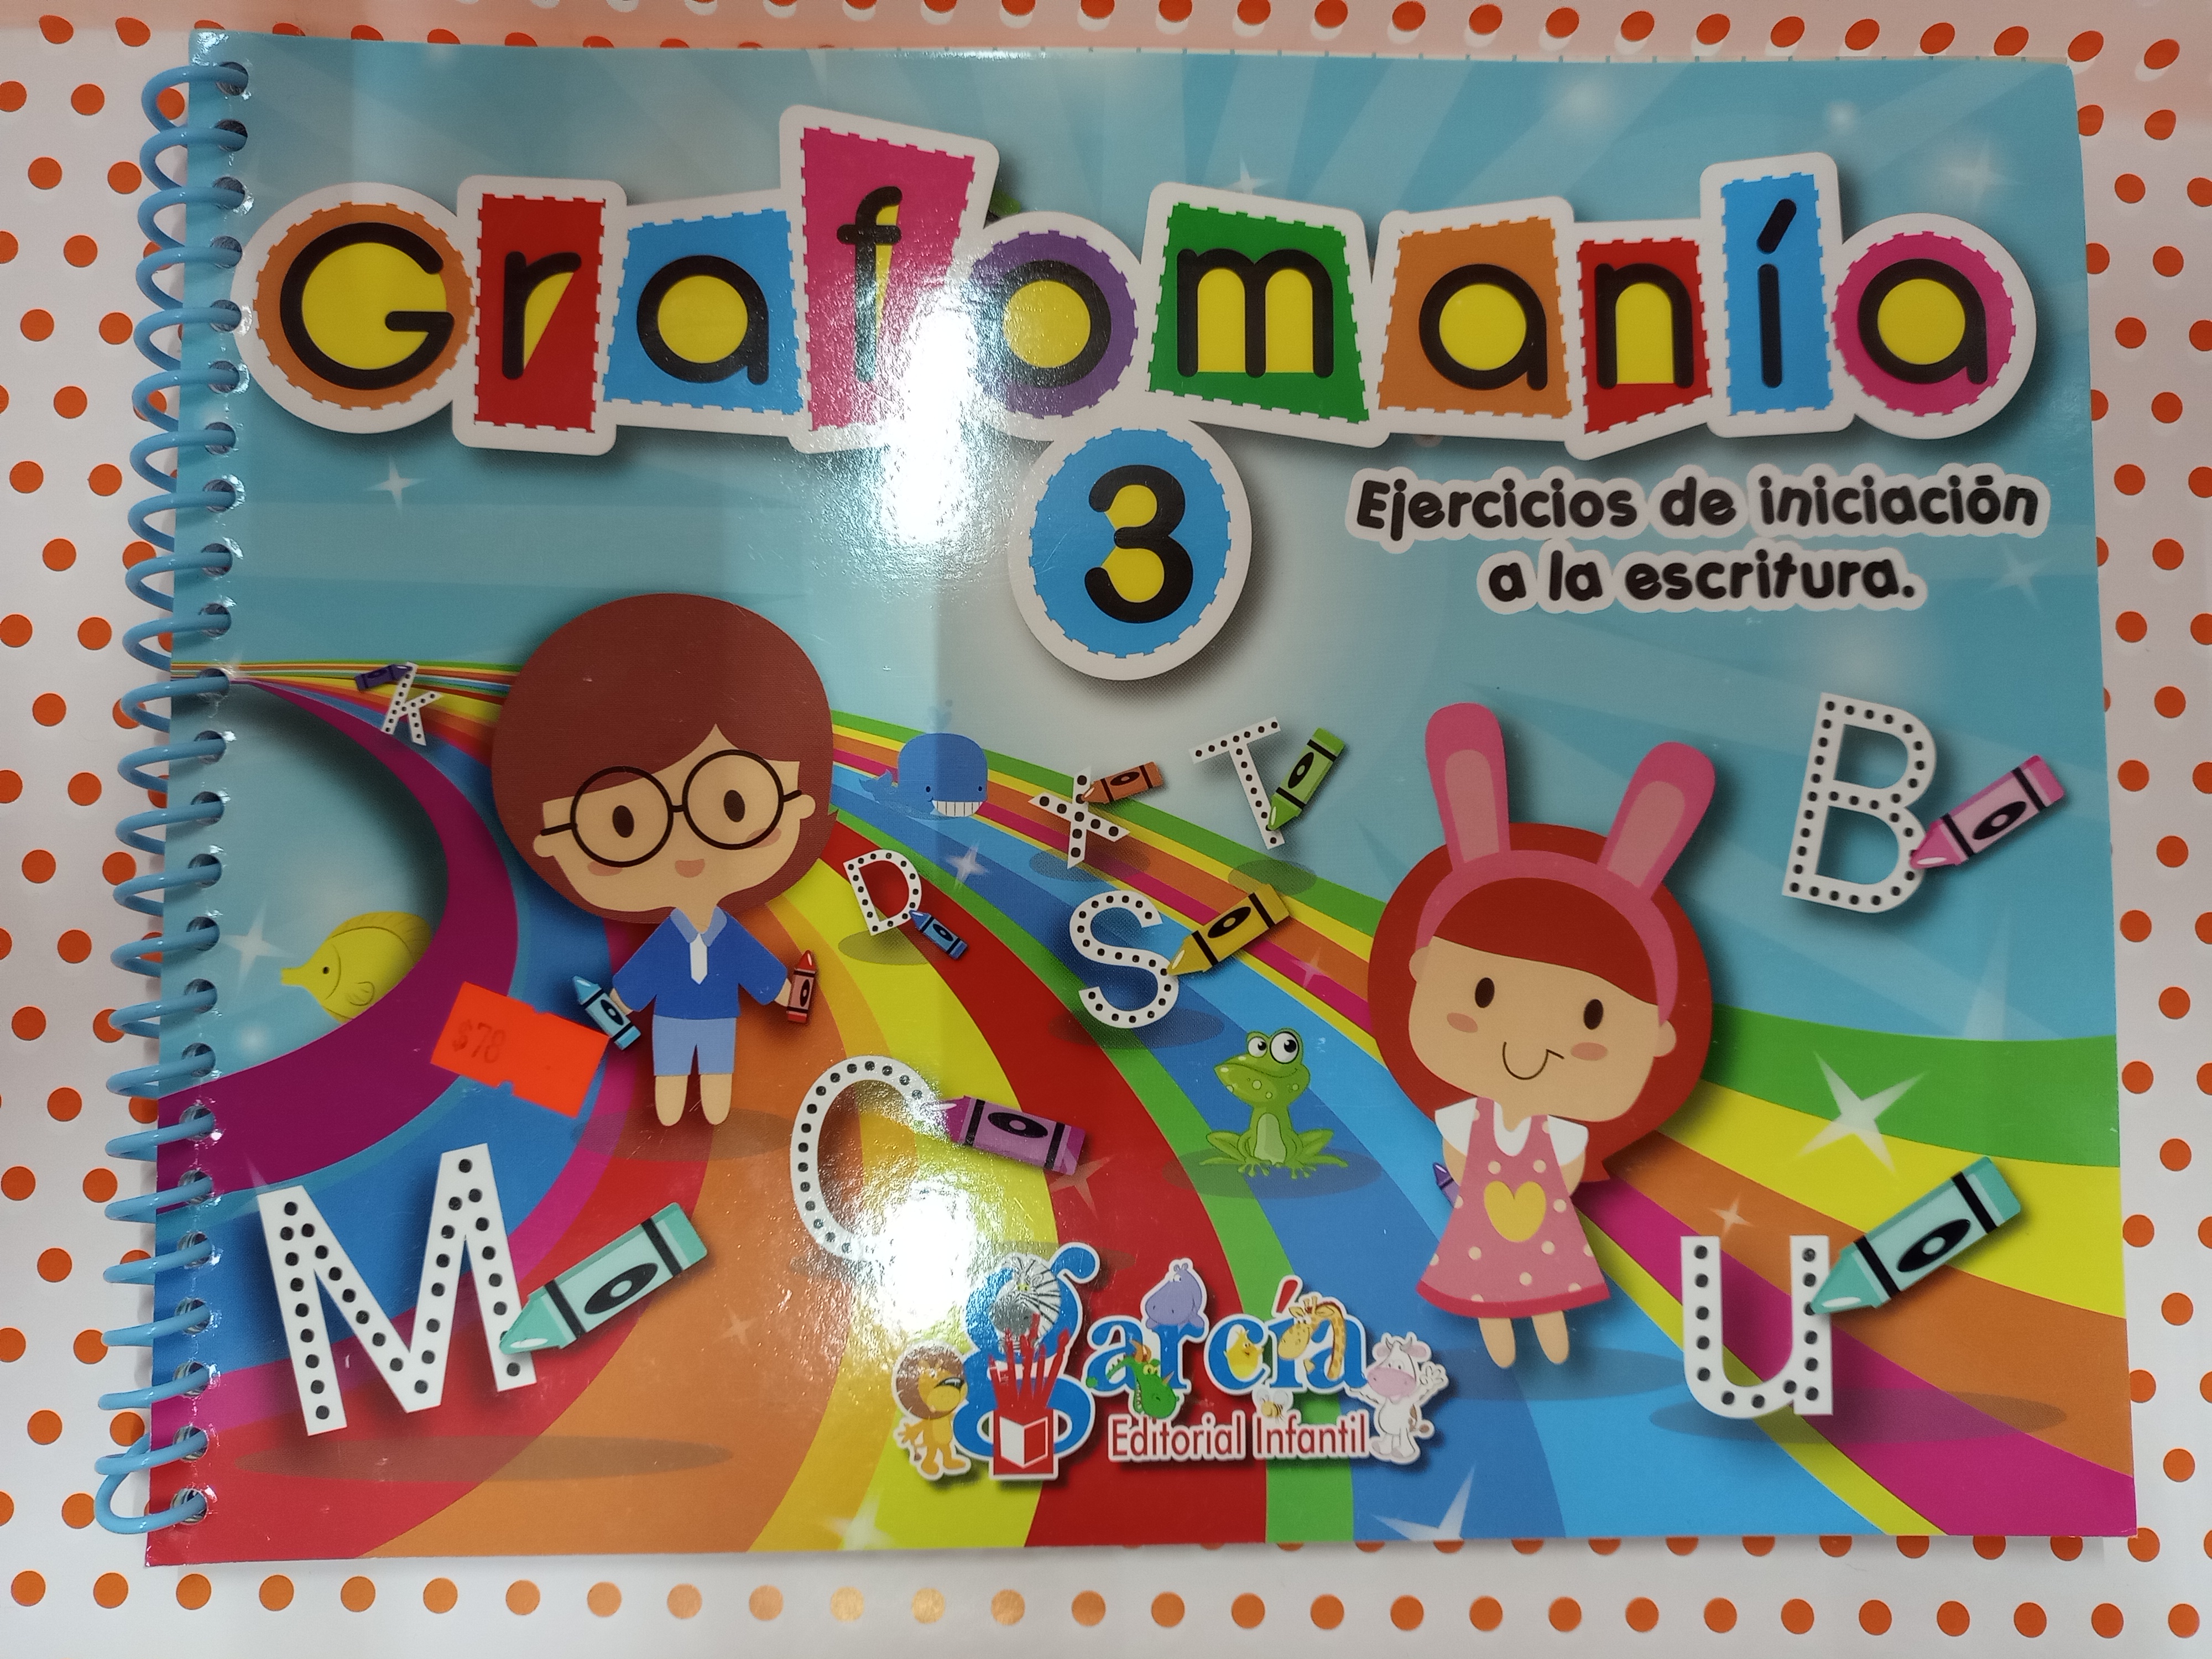 Grafomanía
3
Ejercicios de iniciación
a la escritura.
K
X
T
B
D
S
$78
C
M
U
García
Editorial Infantil